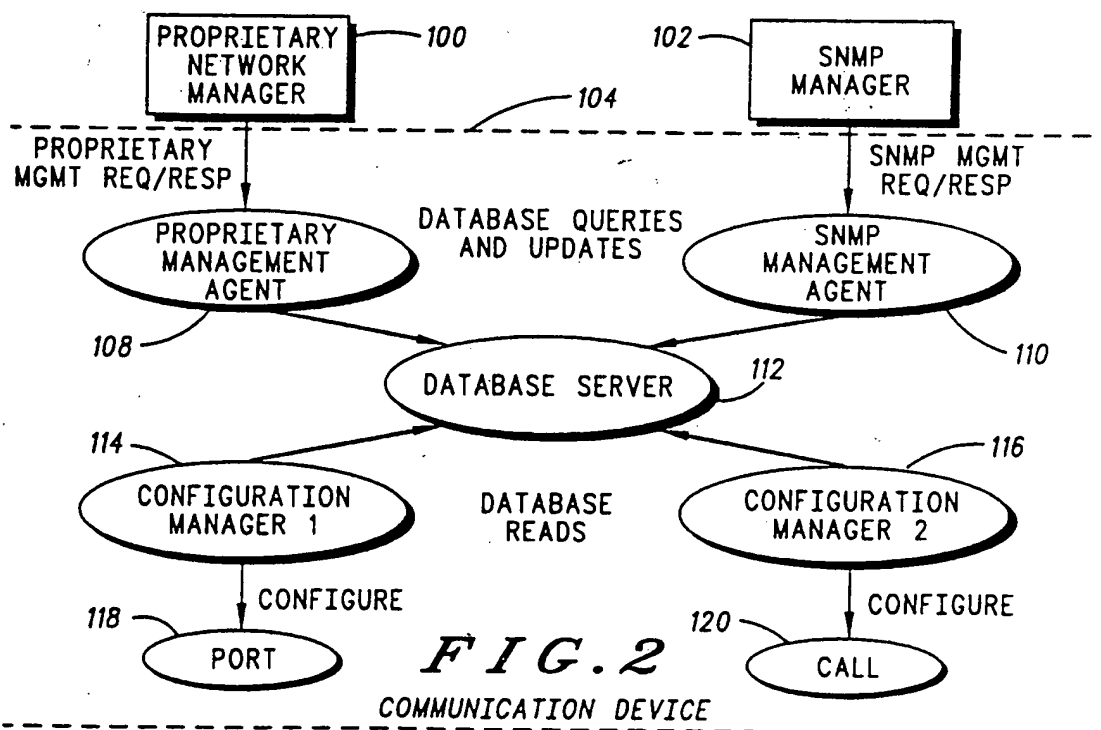 PROPRIETARY
NETWORK
MANAGER
100
102
SNMP
MANAGER
104
PROPRIETARY
MGMT REQ/RESP
SNMP MGMT
REQ/RESP
DATABASE QUERIES
AND UPDATES
PROPRIETARY
MANAGEMENT
AGENT
SNMP
MANAGEMENT
AGENT
108
110
DATABASE SERVER
112
114
116
CONFIGURATION
MANAGER 1
DATABASE
READS
CONFIGURATION
MANAGER 2
CONFIGURE
CONFIGURE
118
PORT
120
CALL
FIG.2
COMMUNICATION DEVICE